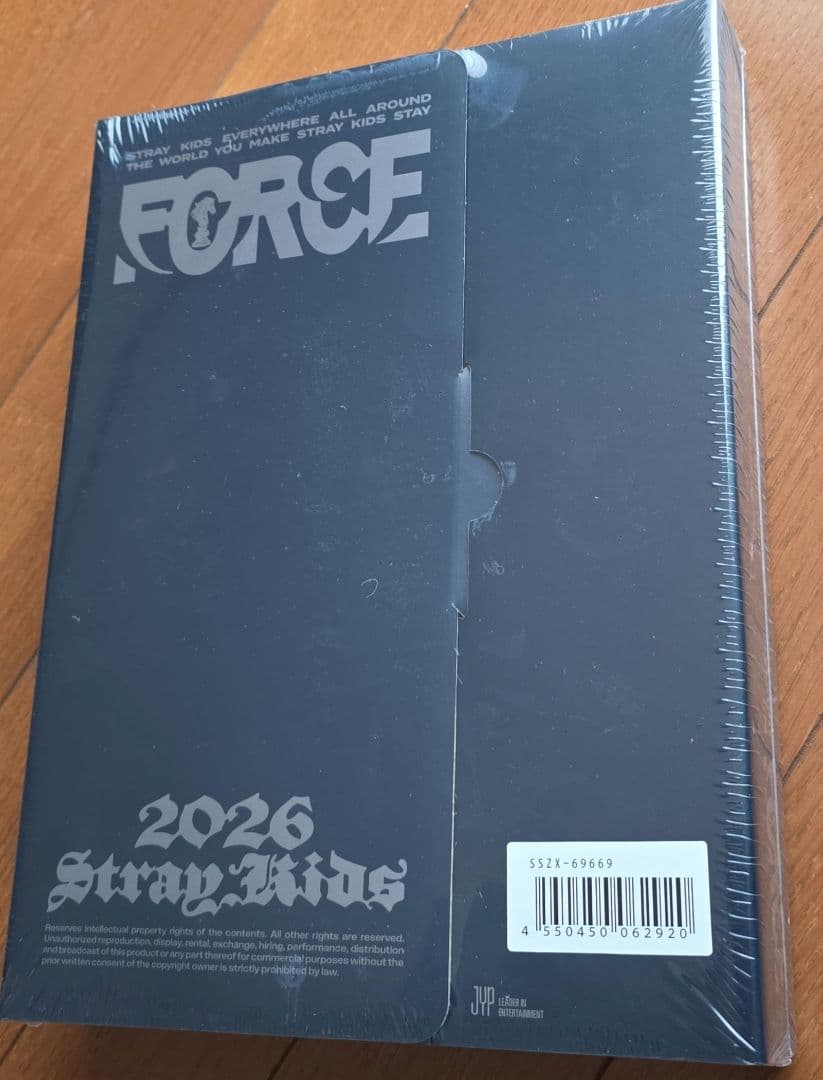 STRAY KIDS EVERYWHERE ALL AROUND
THE WORLD YOU MAKE STRAY KIDS STAY
FORCE
2026
Stray Kids
Reserves intellectual property rights of the contents. All other rights are reserved.
Unauthorized reproduction, display, rental, exchange, hiring, performance, distribution
and broadcast of this product or any part thereof for commercial purposes without the
prior written consent of the copyright owner is strictly prohibited by law.
SSZX-69669
4 550450 062920
JYP LEADER IN
ENTERTAINMENT